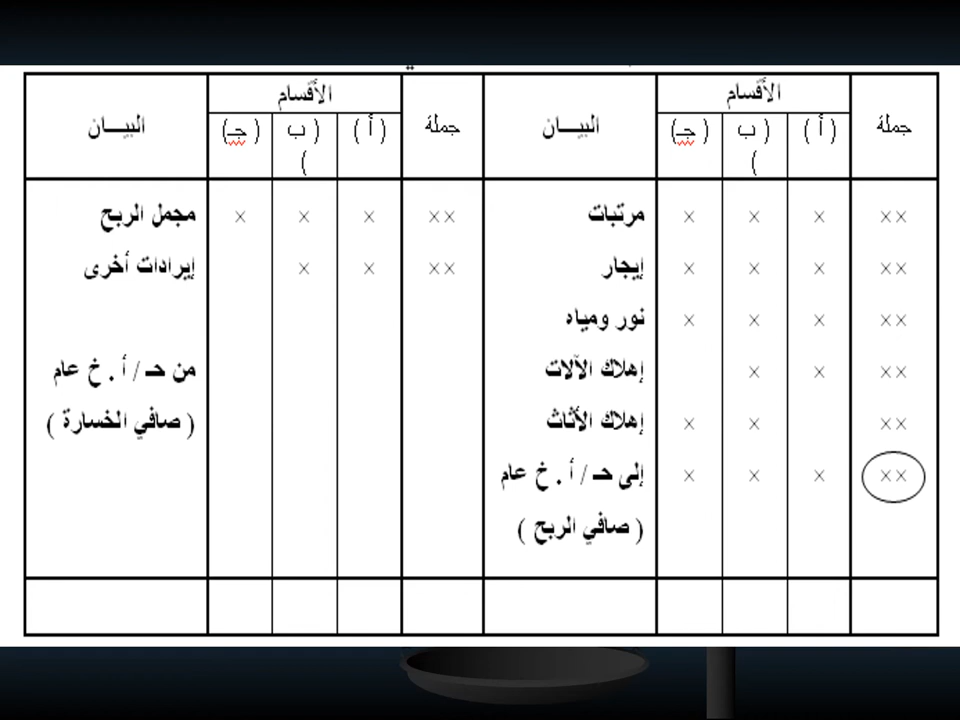 جملة الأقسام البيـــان جملة الأقسام البيـــان
( أ ) ( ب ) ( جـ) ( أ ) ( ب ) ( جـ)
×× × × × مرتبات ×× × × × مجمل الربح
×× × × × إيجار ×× × × إيرادات أخرى
×× × × × نور ومياه
×× × × إهلاك الآلات من حـ / أ . خ عام
×× × × إهلاك الأثاث ( صافي الخسارة )
×× × × × إلى حـ / أ . خ عام
( صافي الربح )